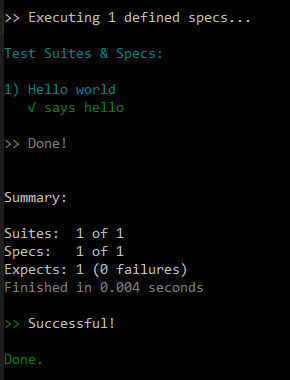 >> Executing 1 defined specs...
Test Suites & Specs:
1) Hello world
√ says hello
>> Done!
Summary:
Suites:  1 of 1
Specs:   1 of 1
Expects: 1 (0 failures)
Finished in 0.004 seconds
>> Successful!
Done.